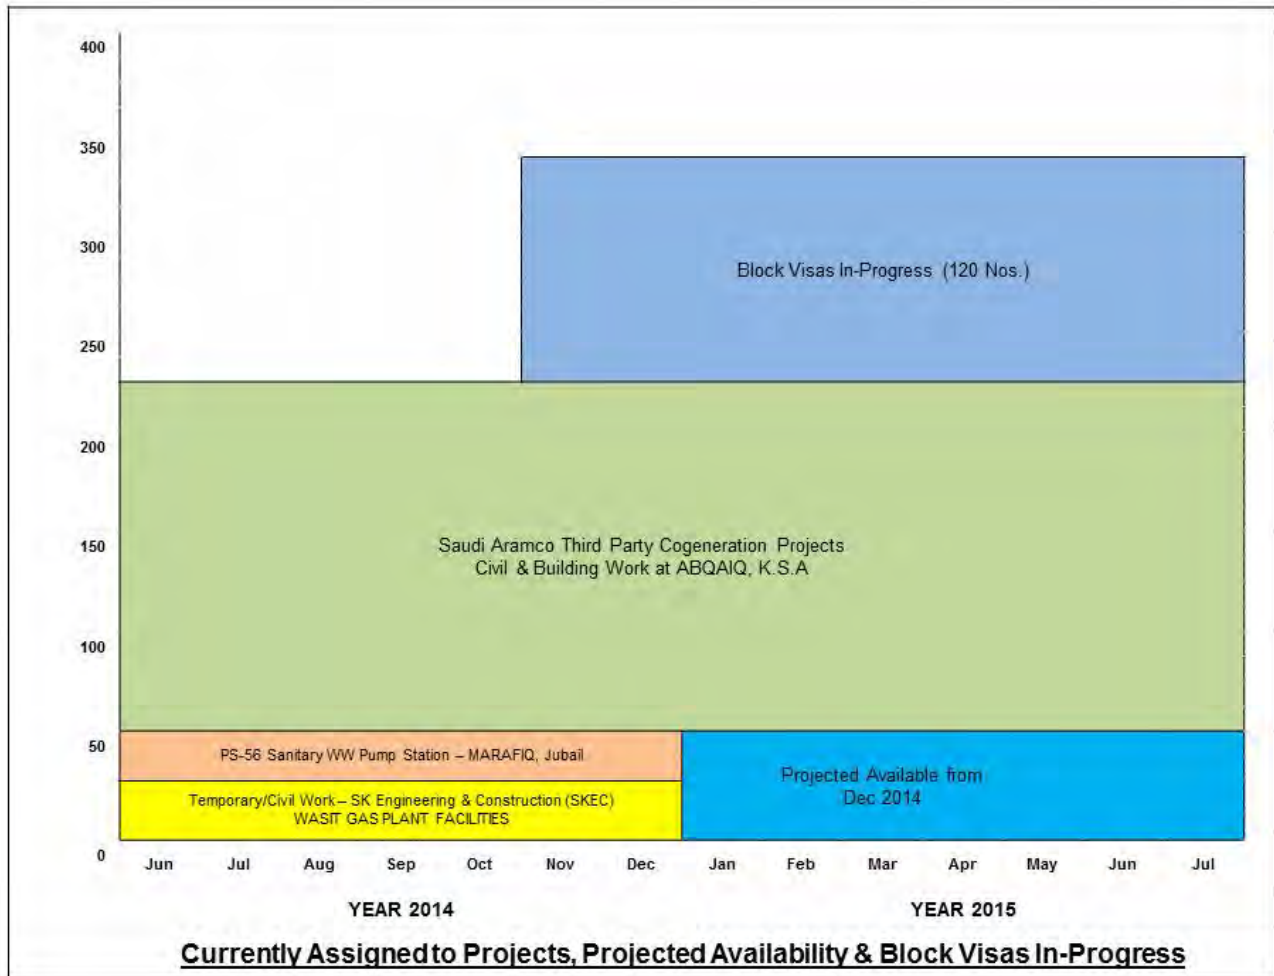 400
350
300
Block Visas In-Progress (120 Nos.)
250
200
150
Saudi Aramco Third Party Cogeneration Projects
Civil & Building Work at ABQAIQ, K.S.A
100
50
PS-56 Sanitary WW Pump Station – MARAFIQ, Jubail
Temporary/Civil Work – SK Engineering & Construction (SKEC)
WASIT GAS PLANT FACILITIES
Projected Available from
Dec 2014
0
Jun Jul Aug Sep Oct Nov Dec Jan Feb Mar Apr May Jun Jul
YEAR 2014 YEAR 2015
Currently Assigned to Projects, Projected Availability & Block Visas In-Progress